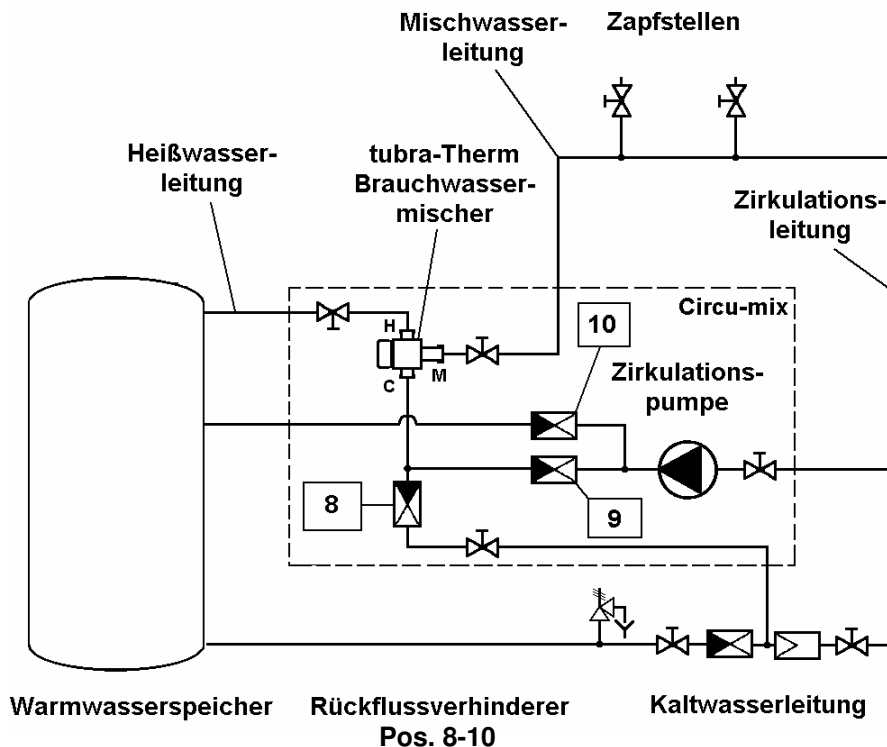 Mischwasser-
leitung
Zapfstellen
Heißwasser-
leitung
tubra-Therm
Brauchwasser-
mischer
Zirkulations-
leitung
Circu-mix
H
C
M
10
Zirkulations-
pumpe
8
9
Warmwasserspeicher
Rückflussverhinderer
Pos. 8-10
Kaltwasserleitung